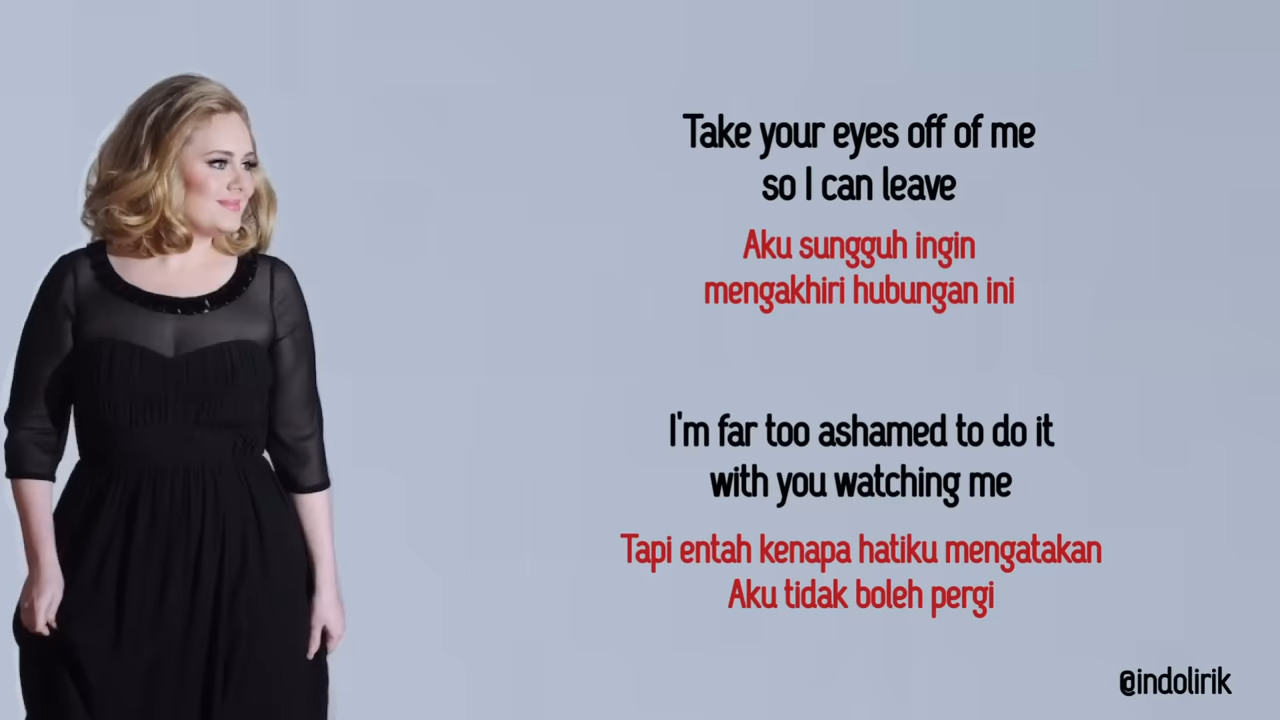 Take your eyes off of me
so I can leave
Aku sungguh ingin
mengakhiri hubungan ini
I'm far too ashamed to do it
with you watching me
Tapi entah kenapa hatiku mengatakan
Aku tidak boleh pergi
@indolirik